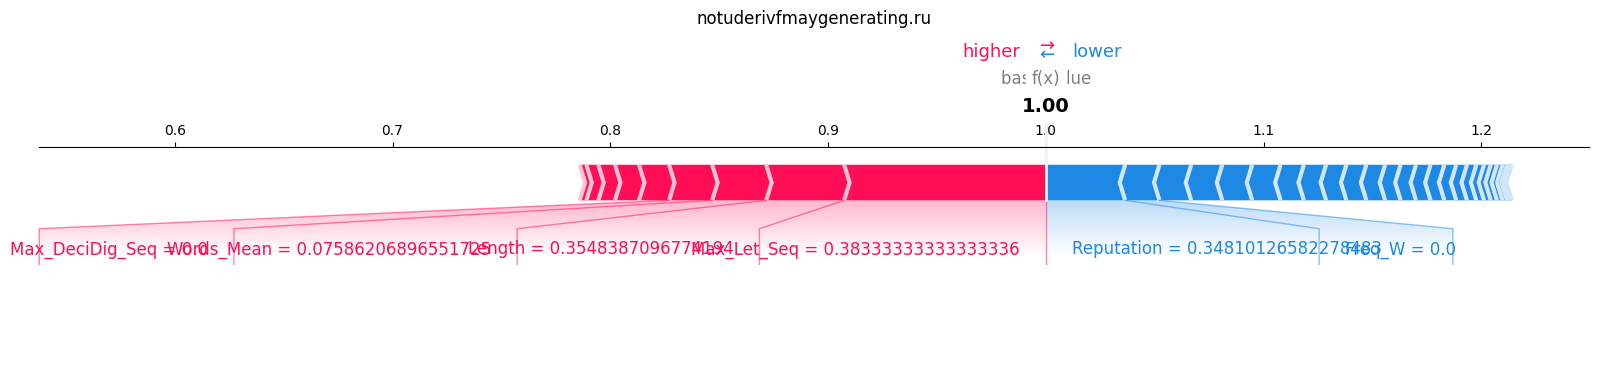 notuderivfmaygenerating.ru
higher ⇄ lower
bas f(x) lue
1.00
0.6 0.7 0.8 0.9 1.0 1.1 1.2
Max_DeciDig_Seq = 0.0 Words_Mean = 0.07586206896551725 Length = 0.3548387096774194 Max_Let_Seq = 0.38333333333333336 Reputation = 0.34810126582278483 Freq_W = 0.0